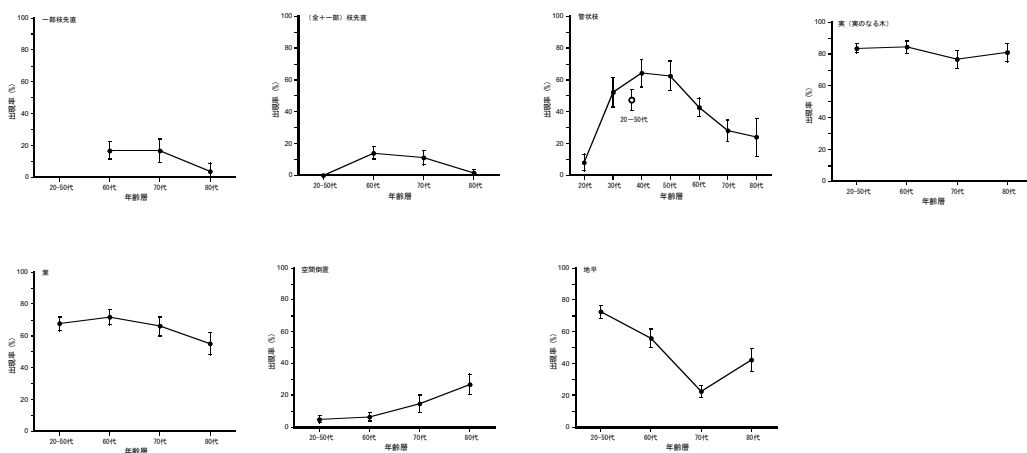 一部枝先直
100
80
60
40
20
0
出現率 (%)
20-50代
60代
70代
80代
年齢層
(全+一部) 枝先直
100
80
60
40
20
0
出現率 (%)
20-50代
60代
70代
80代
年齢層
管状枝
100
80
60
40
20
0
出現率 (%)
20-50代
20代
30代
40代
50代
60代
70代
80代
年齢層
実 (実のなる木)
100
80
60
40
20
0
出現率 (%)
20-50代
60代
70代
80代
年齢層
葉
100
80
60
40
20
0
出現率 (%)
20-50代
60代
70代
80代
年齢層
空間倒置
100
80
60
40
20
0
出現率 (%)
20-50代
60代
70代
80代
年齢層
地平
100
80
60
40
20
0
出現率 (%)
20-50代
60代
70代
80代
年齢層